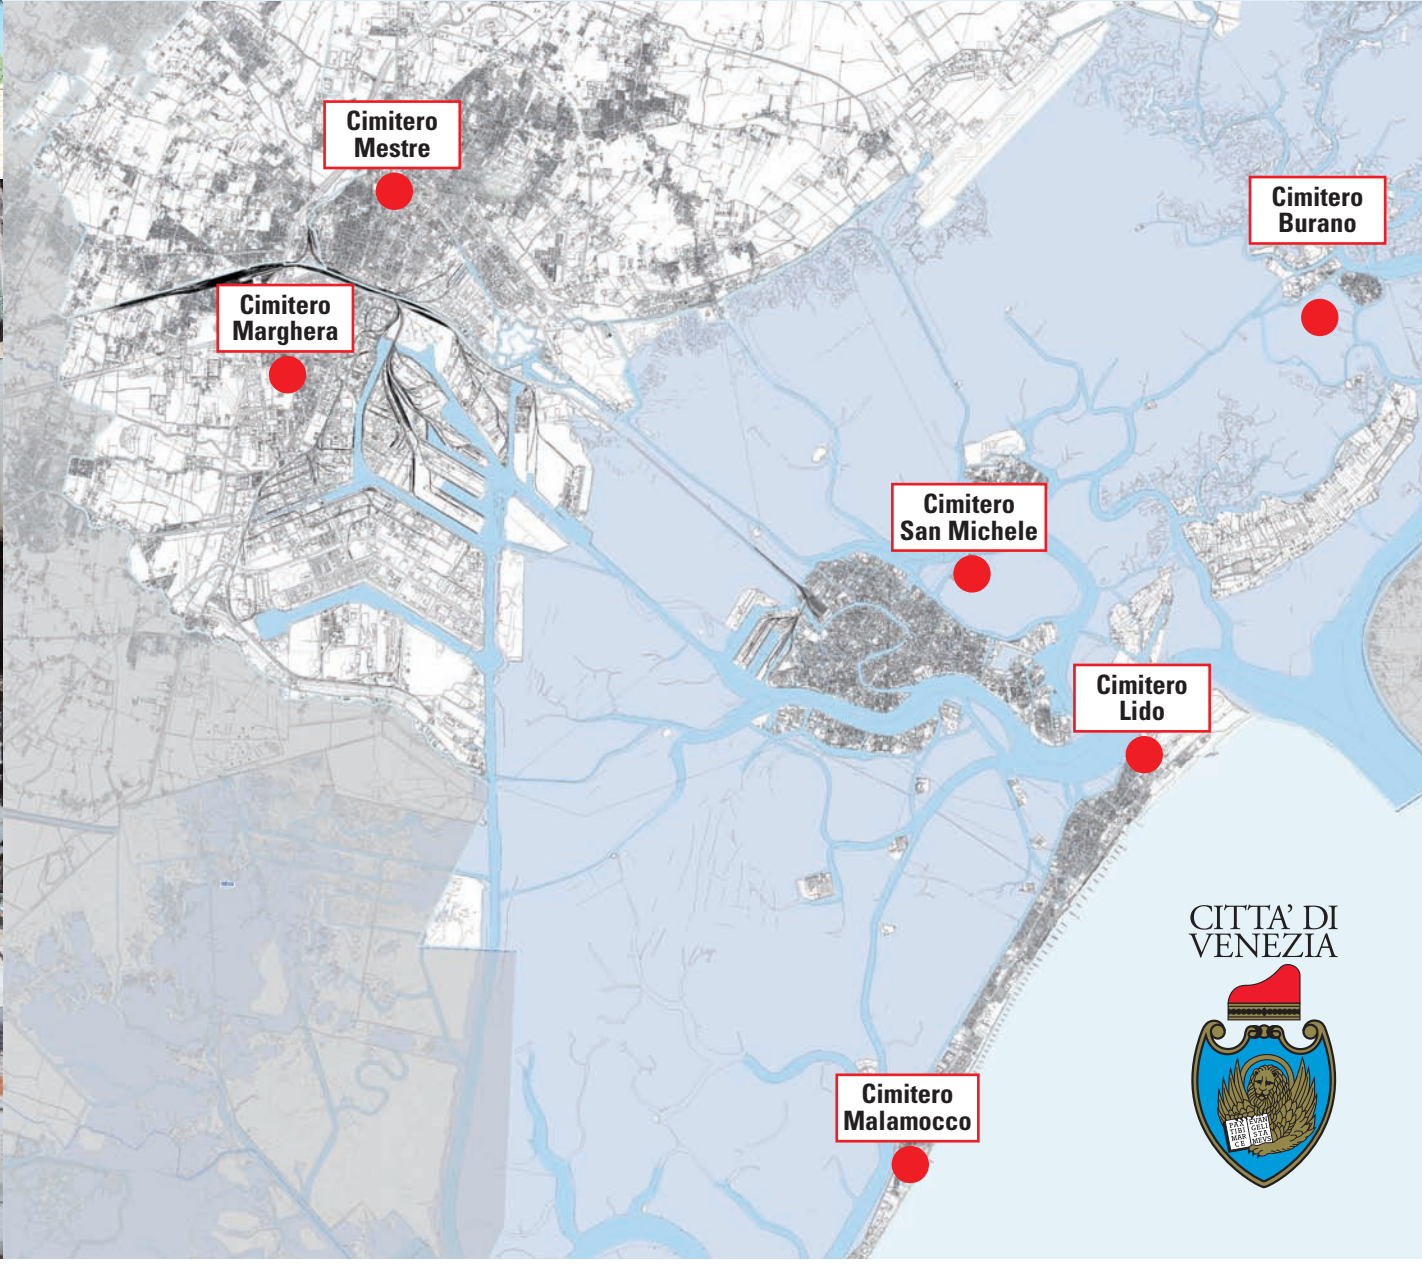 Cimitero
Mestre
Cimitero
Burano
Cimitero
Marghera
Cimitero
San Michele
Cimitero
Lido
CITTA' DI
VENEZIA
Cimitero
Malamocco
PAX
TIBI
MAR
CE
EVAN
GELI
STA
MEVS